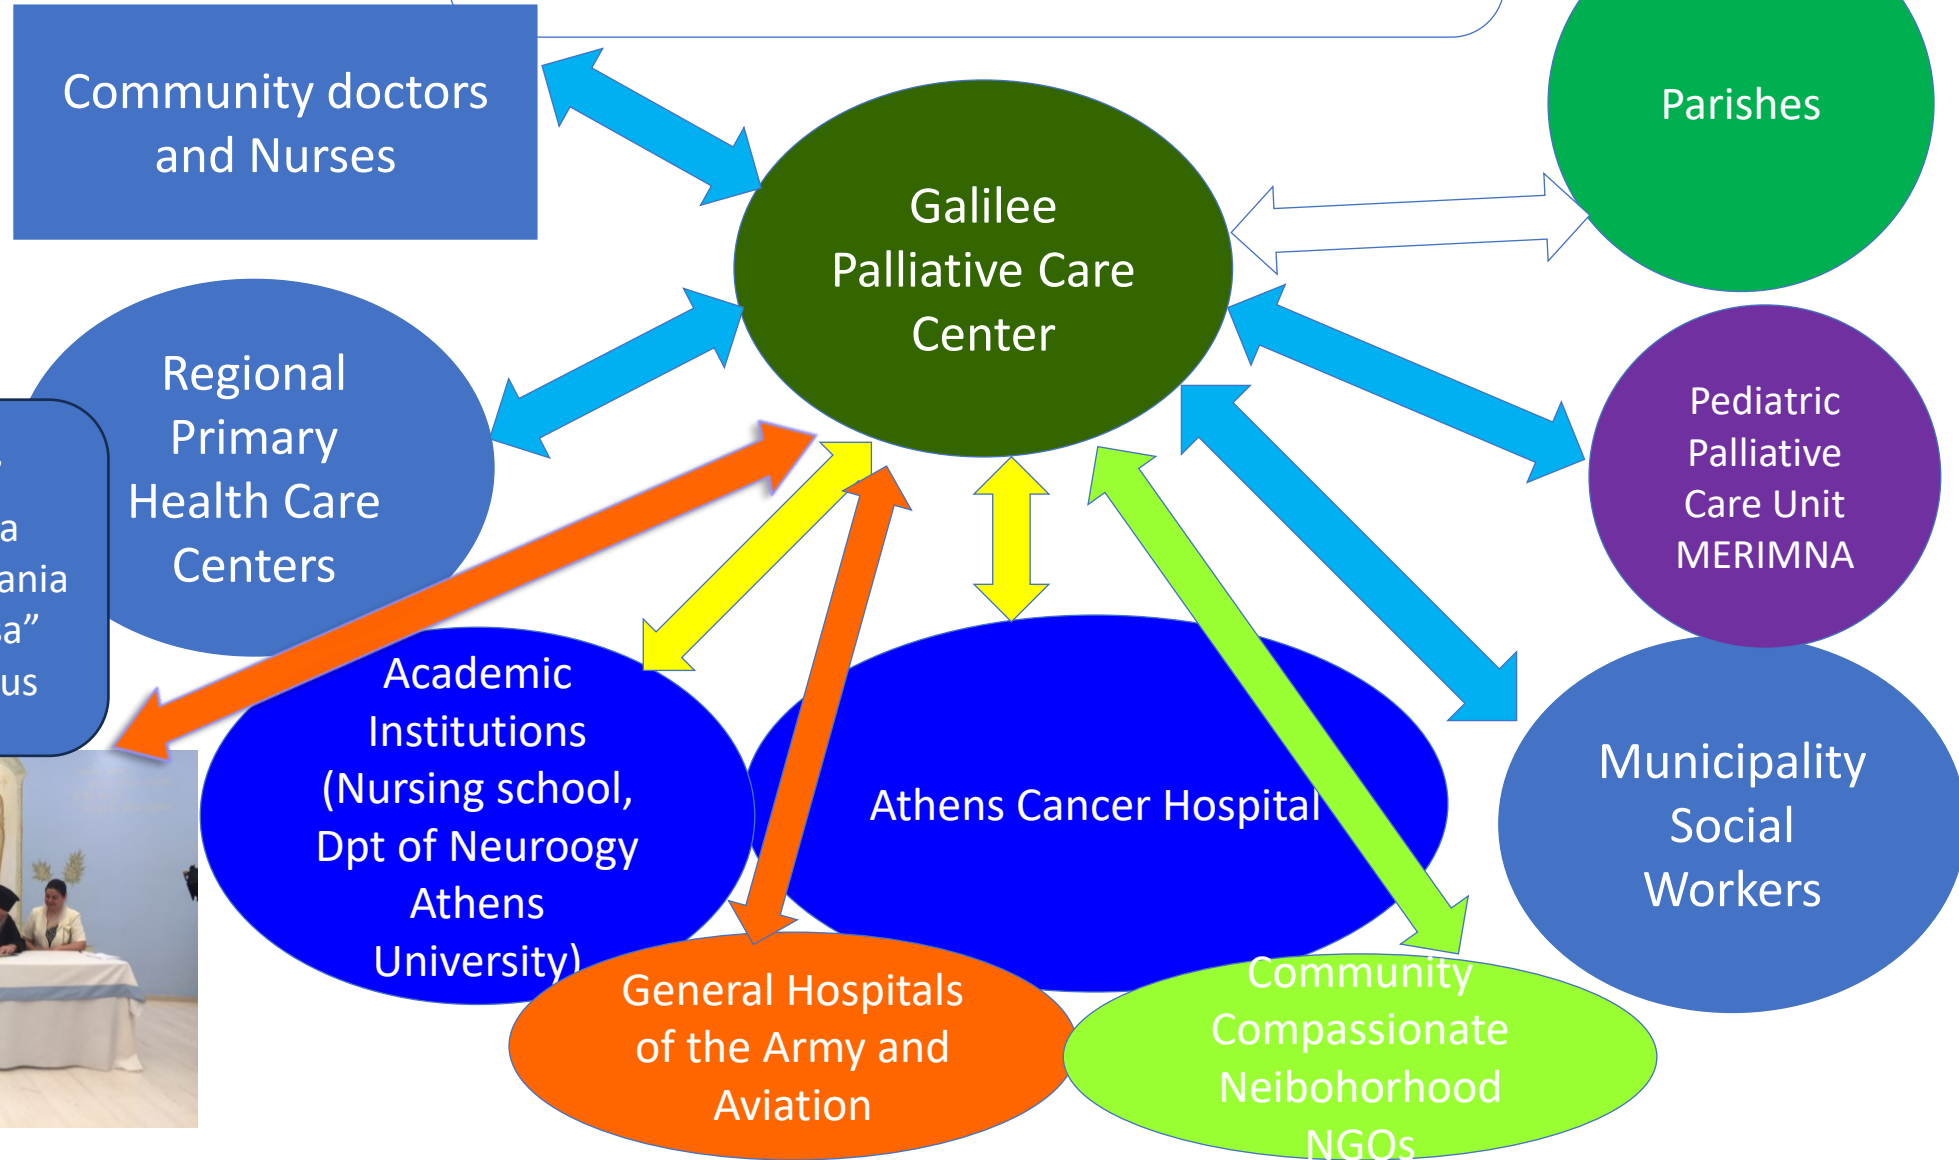 Community doctors
and Nurses
Galilee
Palliative Care
Center
Parishes
Regional
Primary
Health Care
Centers
Pediatric
Palliative
Care Unit
MERIMNA
Academic
Institutions
(Nursing school,
Dpt of Neuroogy
Athens
University)
Athens Cancer Hospital
Municipality
Social
Workers
General Hospitals
of the Army and
Aviation
Community
Compassionate
Neibohorhood
NGOs